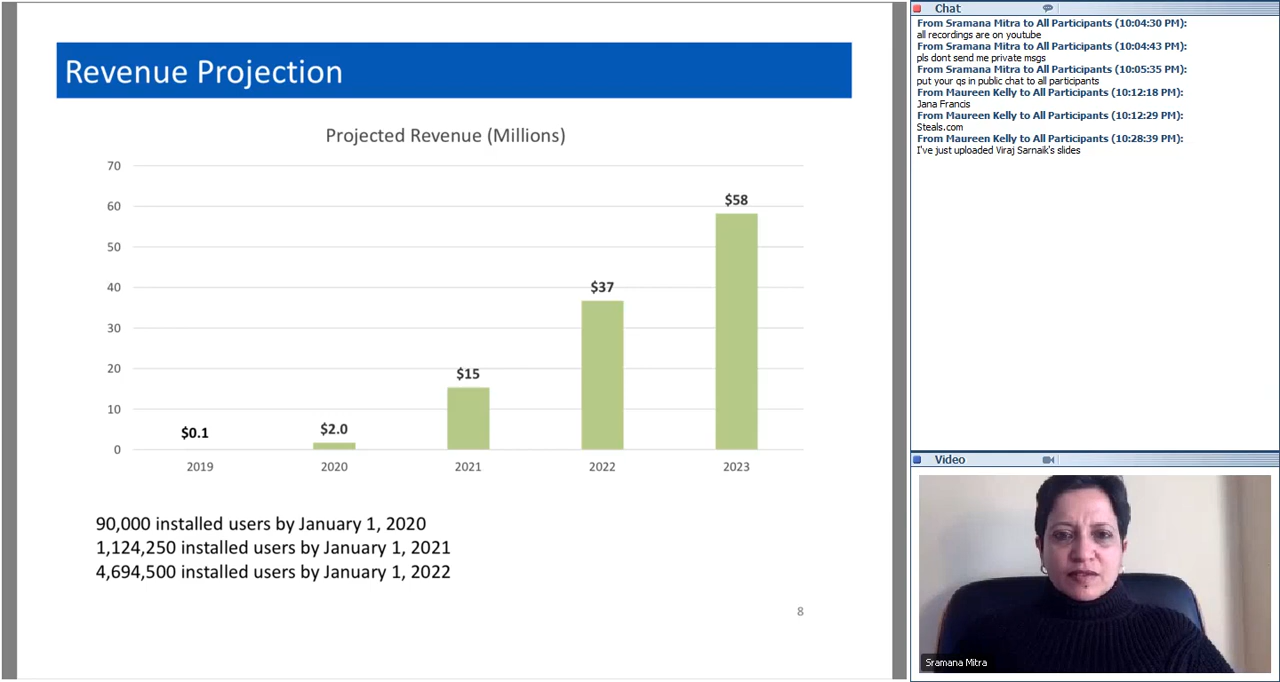 Revenue Projection
Projected Revenue (Millions)
70
60
50
40
30
20
10
0
$0.1
$2.0
$15
$37
$58
2019
2020
2021
2022
2023
90,000 installed users by January 1, 2020
1,124,250 installed users by January 1, 2021
4,694,500 installed users by January 1, 2022
8
Chat
From Sramana Mitra to All Participants (10:04:30 PM):
all recordings are on youtube
From Sramana Mitra to All Participants (10:04:43 PM):
pls dont send me private msgs
From Sramana Mitra to All Participants (10:05:35 PM):
put your qs in public chat to all participants
From Maureen Kelly to All Participants (10:12:18 PM):
Jana Francis
From Maureen Kelly to All Participants (10:12:29 PM):
Steals.com
From Maureen Kelly to All Participants (10:28:39 PM):
I've just uploaded Viraj Sarnaik's slides
Video
Sramana Mitra